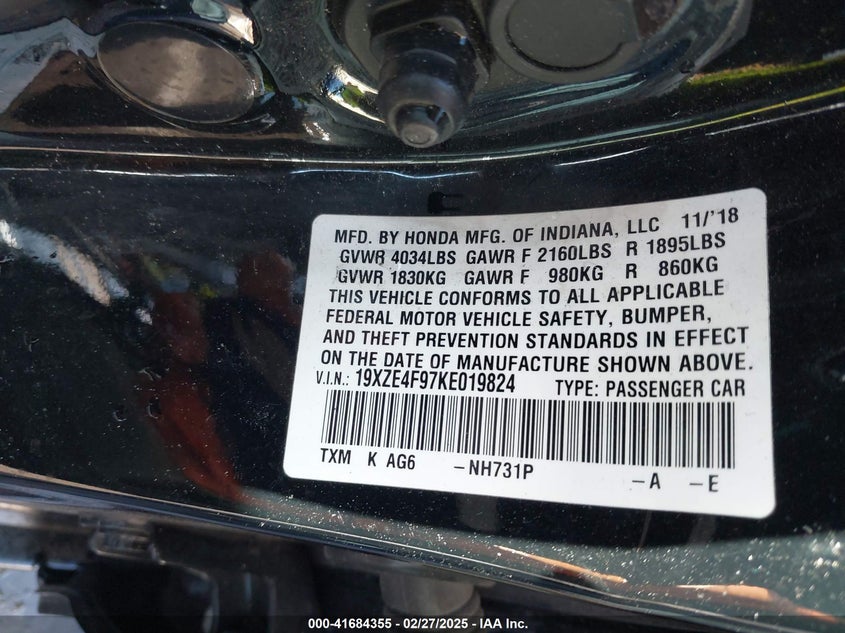 MFD. BY HONDA MFG. OF INDIANA, LLC 11/'18
GVWR 4034LBS GAWR F 2160LBS R 1895LBS
GVWR 1830KG GAWR F 980KG R 860KG
THIS VEHICLE CONFORMS TO ALL APPLICABLE
FEDERAL MOTOR VEHICLE SAFETY, BUMPER,
AND THEFT PREVENTION STANDARDS IN EFFECT
ON THE DATE OF MANUFACTURE SHOWN ABOVE.
V.I.N.: 19XZE4F97KE019824 TYPE: PASSENGER CAR
TXM K AG6 -NH731P
-A -E
000-41684355 - 02/27/2025 - IAA Inc.